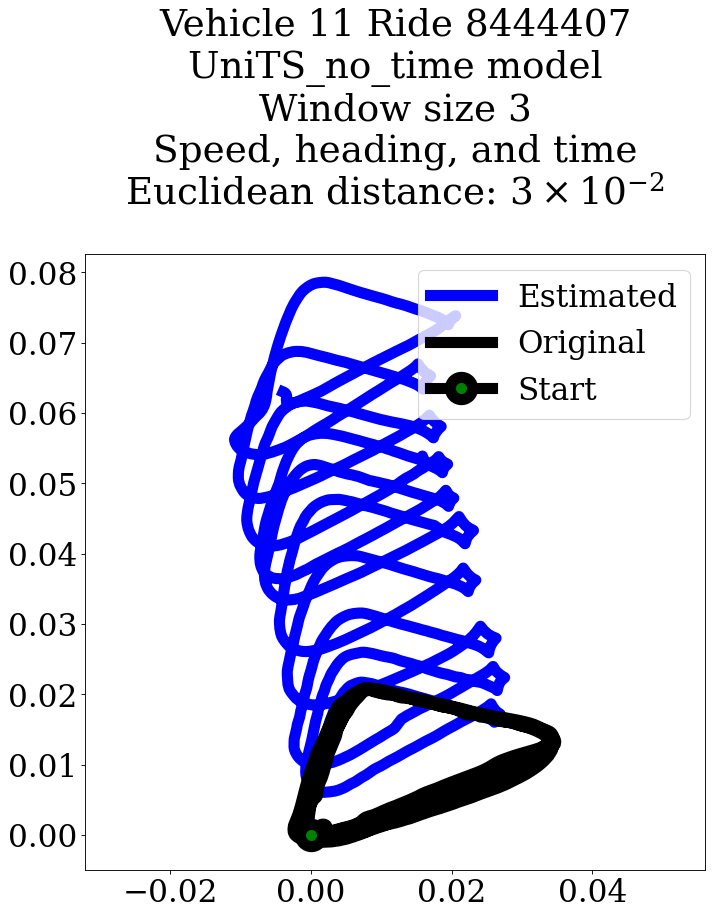 Vehicle 11 Ride 8444407
UniTS_no_time model
Window size 3
Speed, heading, and time
Euclidean distance: 3 × 10⁻²
0.08
0.07
0.06
0.05
0.04
0.03
0.02
0.01
0.00
Estimated
Original
Start
−0.02 0.00 0.02 0.04